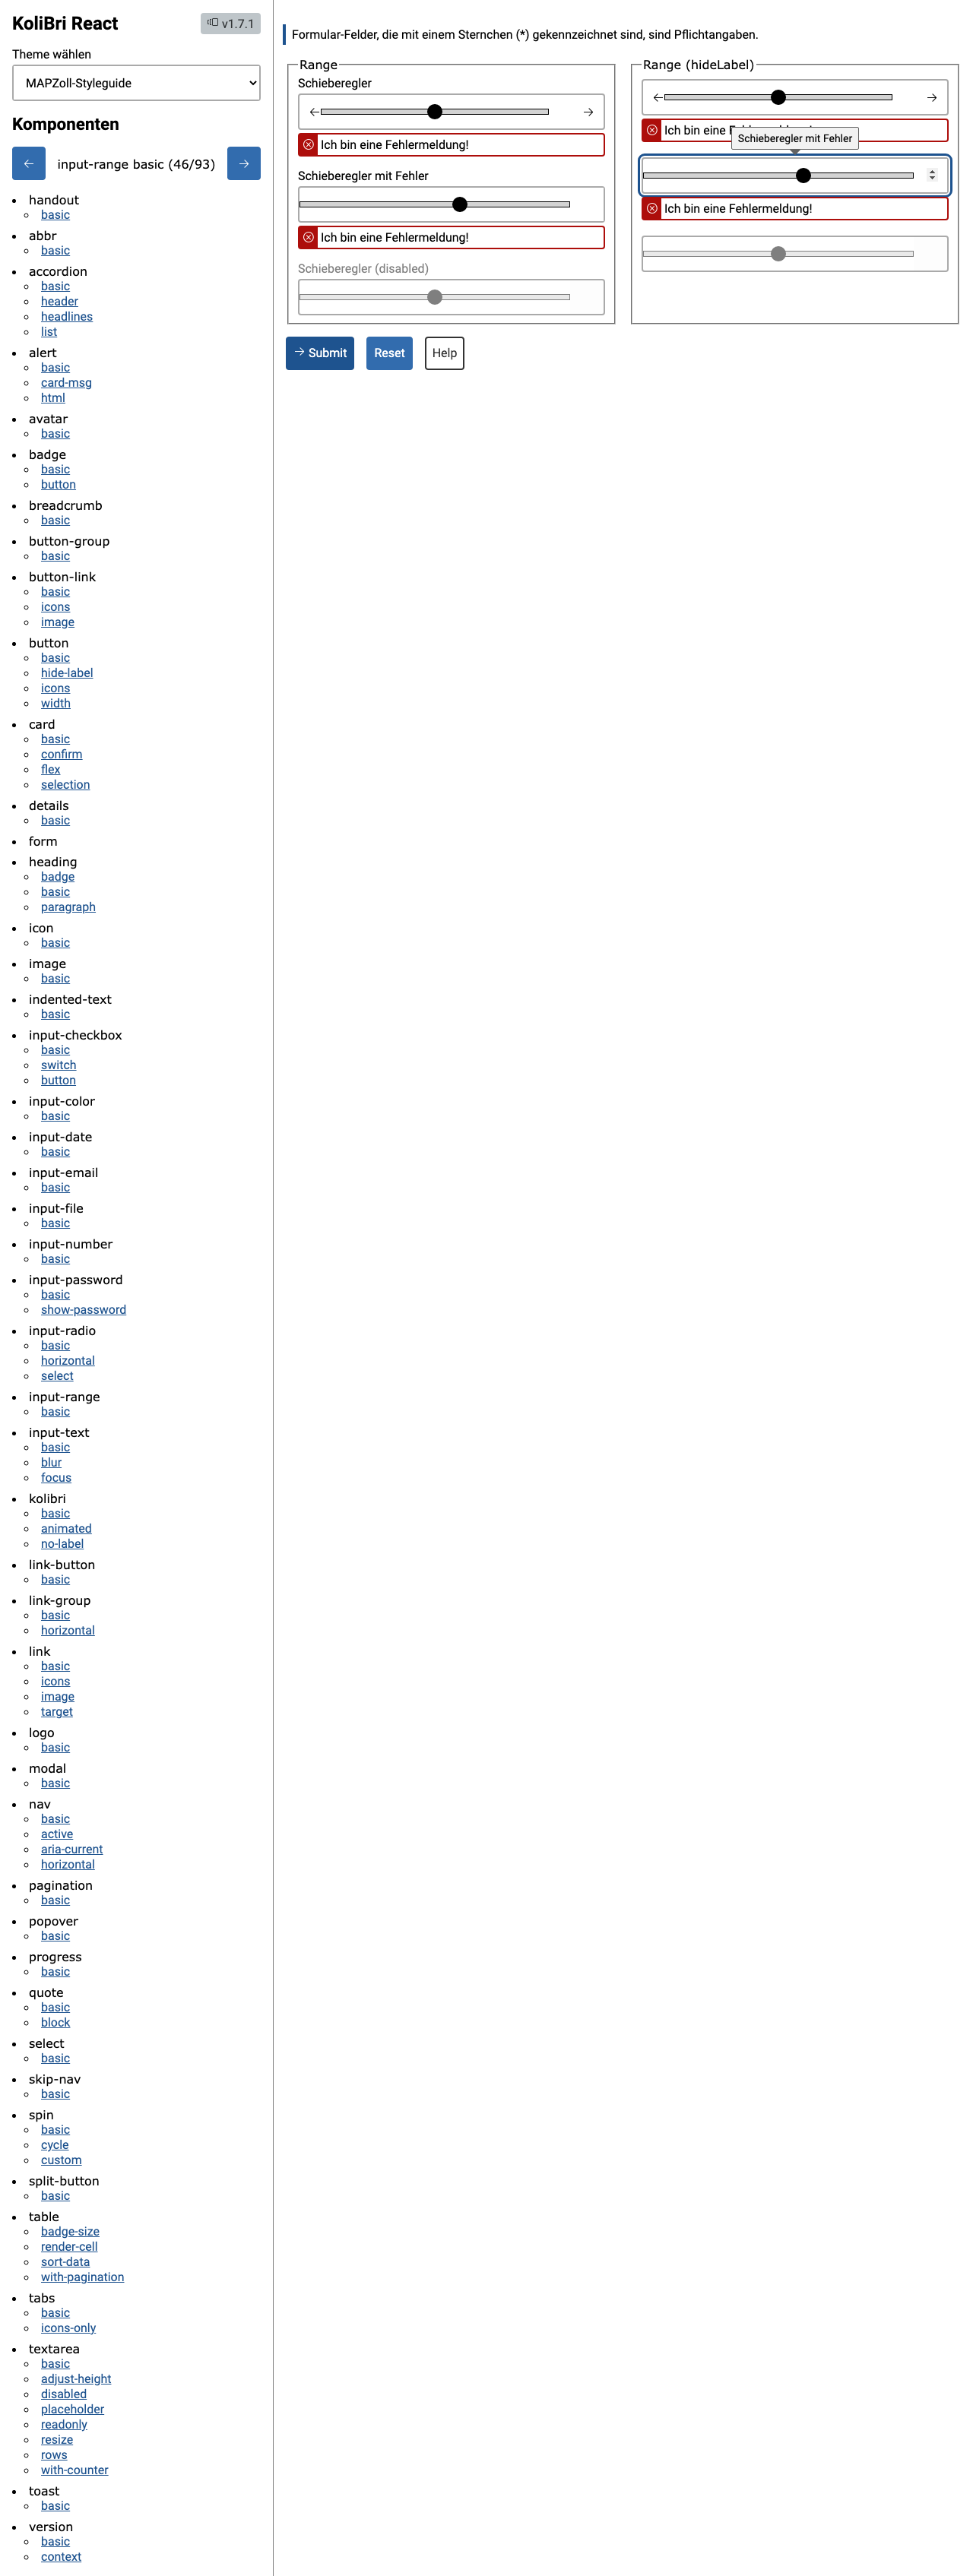 KoliBri React
v1.7.1
Theme wählen
MAPZoll-Styleguide
Komponenten
input-range basic (46/93)
handout
basic
abbr
basic
accordion
basic
header
headlines
list
alert
basic
card-msg
html
avatar
basic
badge
basic
button
breadcrumb
basic
button-group
basic
button-link
basic
icons
image
button
basic
hide-label
icons
width
card
basic
confirm
flex
selection
details
basic
form
heading
badge
basic
paragraph
icon
basic
image
basic
indented-text
basic
input-checkbox
basic
switch
button
input-color
basic
input-date
basic
input-email
basic
input-file
basic
input-number
basic
input-password
basic
show-password
input-radio
basic
horizontal
select
input-range
basic
input-text
basic
blur
focus
kolibri
basic
animated
no-label
link-button
basic
link-group
basic
horizontal
link
basic
icons
image
target
logo
basic
modal
basic
nav
basic
active
aria-current
horizontal
pagination
basic
popover
basic
progress
basic
quote
basic
block
select
basic
skip-nav
basic
spin
basic
cycle
custom
split-button
basic
table
badge-size
render-cell
sort-data
with-pagination
tabs
basic
icons-only
textarea
basic
adjust-height
disabled
placeholder
readonly
resize
rows
with-counter
toast
basic
version
basic
context
Formular-Felder, die mit einem Sternchen (*) gekennzeichnet sind, sind Pflichtangaben.
Range
Schieberegler
Ich bin eine Fehlermeldung!
Schieberegler mit Fehler
Ich bin eine Fehlermeldung!
Schieberegler (disabled)
Range (hideLabel)
Ich bin eine
Schieberegler mit Fehler
Ich bin eine Fehlermeldung!
Submit
Reset
Help